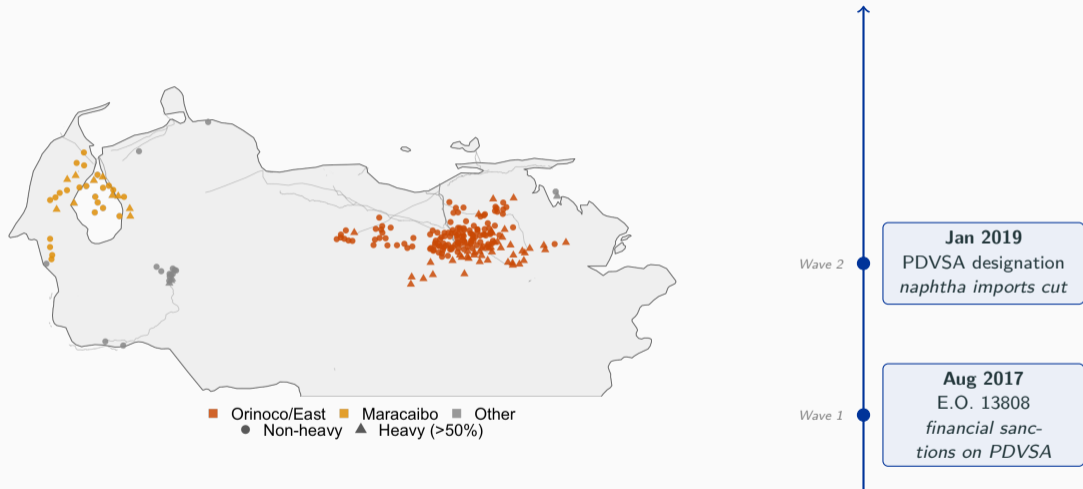 Orinoco/East Maracaibo Other
Non-heavy Heavy (>50%)
Wave 2
Jan 2019
PDVSA designation
naphtha imports cut
Wave 1
Aug 2017
E.O. 13808
financial sanc-
tions on PDVSA